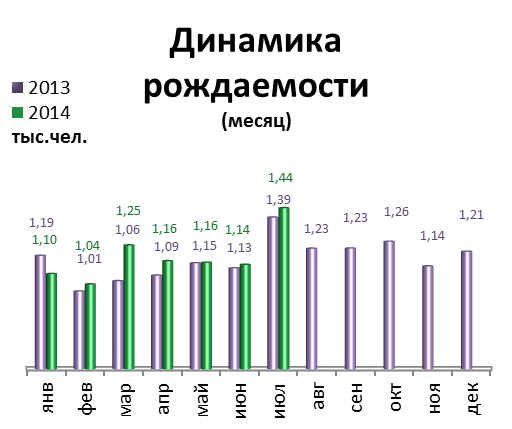 Динамика
рождаемости
(месяц)
2013
2014
тыс.чел.
1,19
1,10
1,04
1,01
1,25
1,06
1,16
1,09
1,16
1,15
1,14
1,13
1,44
1,39
1,23
1,23
1,26
1,14
1,21
янв
фев
мар
апр
май
июн
июл
авг
сен
окт
ноя
дек